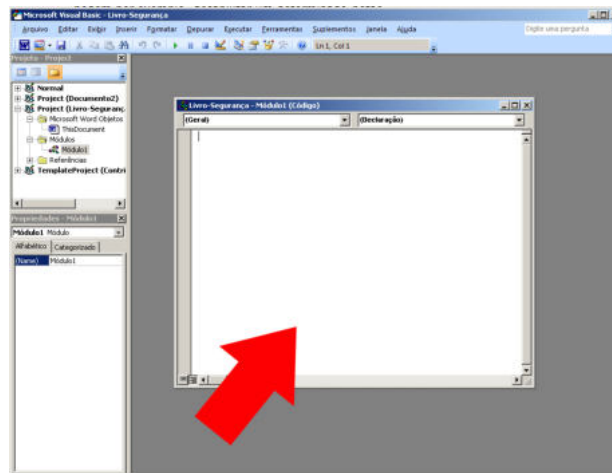 Microsoft Visual Basic - Livro-Segurança
Arquivo Editar Exibir Inserir Formatar Depurar Executar Ferramentas Suplementos Janela Ajuda
Digite uma pergunta
Ln 1, Col 1
Projeto - Project
Normal
Project (Documento2)
Project (Livro-Seguranç
Microsoft Word Objetos
ThisDocument
Módulos
Módulo1
Referências
TemplateProject (Contri
Propriedades - Módulo1
Módulo1 Módulo
Alfabético Categorizado
(Name) Módulo1
Livro-Segurança - Módulo1 (Código)
(Geral) (Declaração)